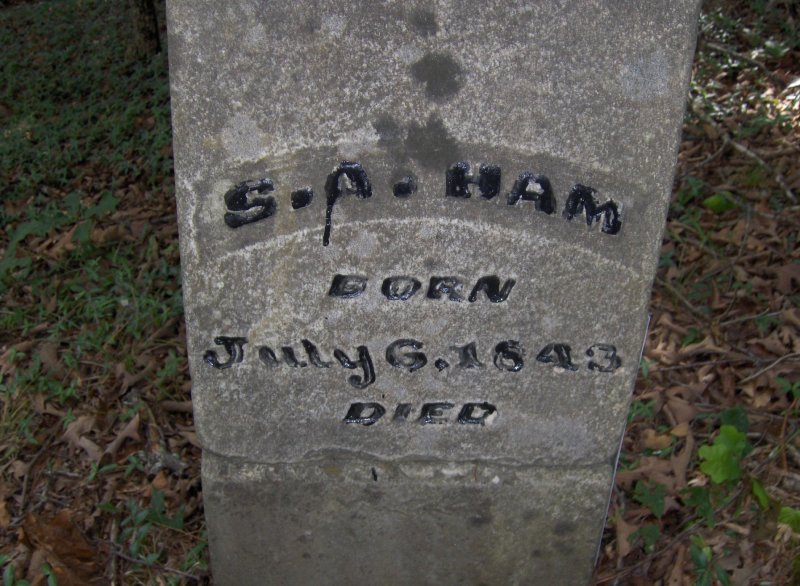 S. A. HAM
BORN
July 6. 1843
DIED